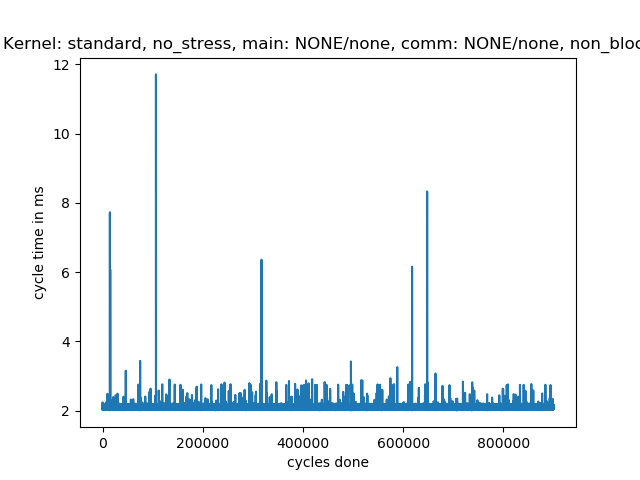 Kernel: standard, no_stress, main: NONE/none, comm: NONE/none, non_bloc
12
10
8
6
4
2
cycle time in ms
0 200000 400000 600000 800000
cycles done